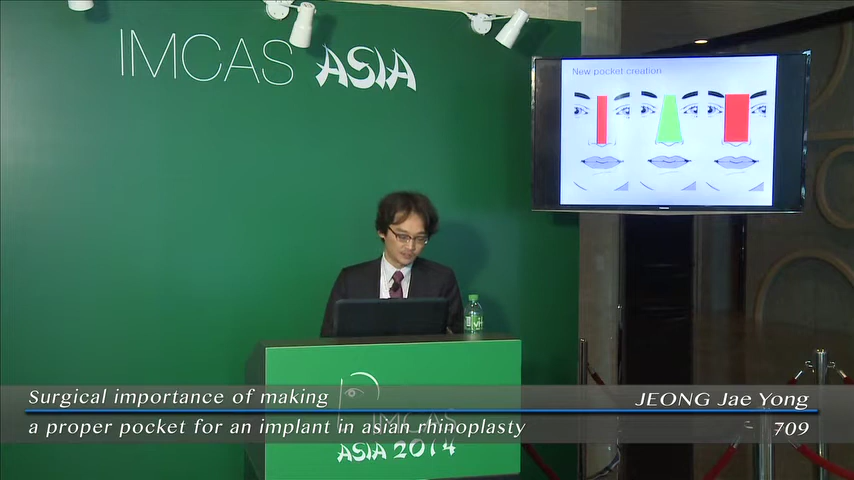 IMCAS ASIA
New pocket creation
Surgical importance of making
a proper pocket for an implant in asian rhinoplasty
JEONG Jae Yong
709
IMCAS
ASIA 2014